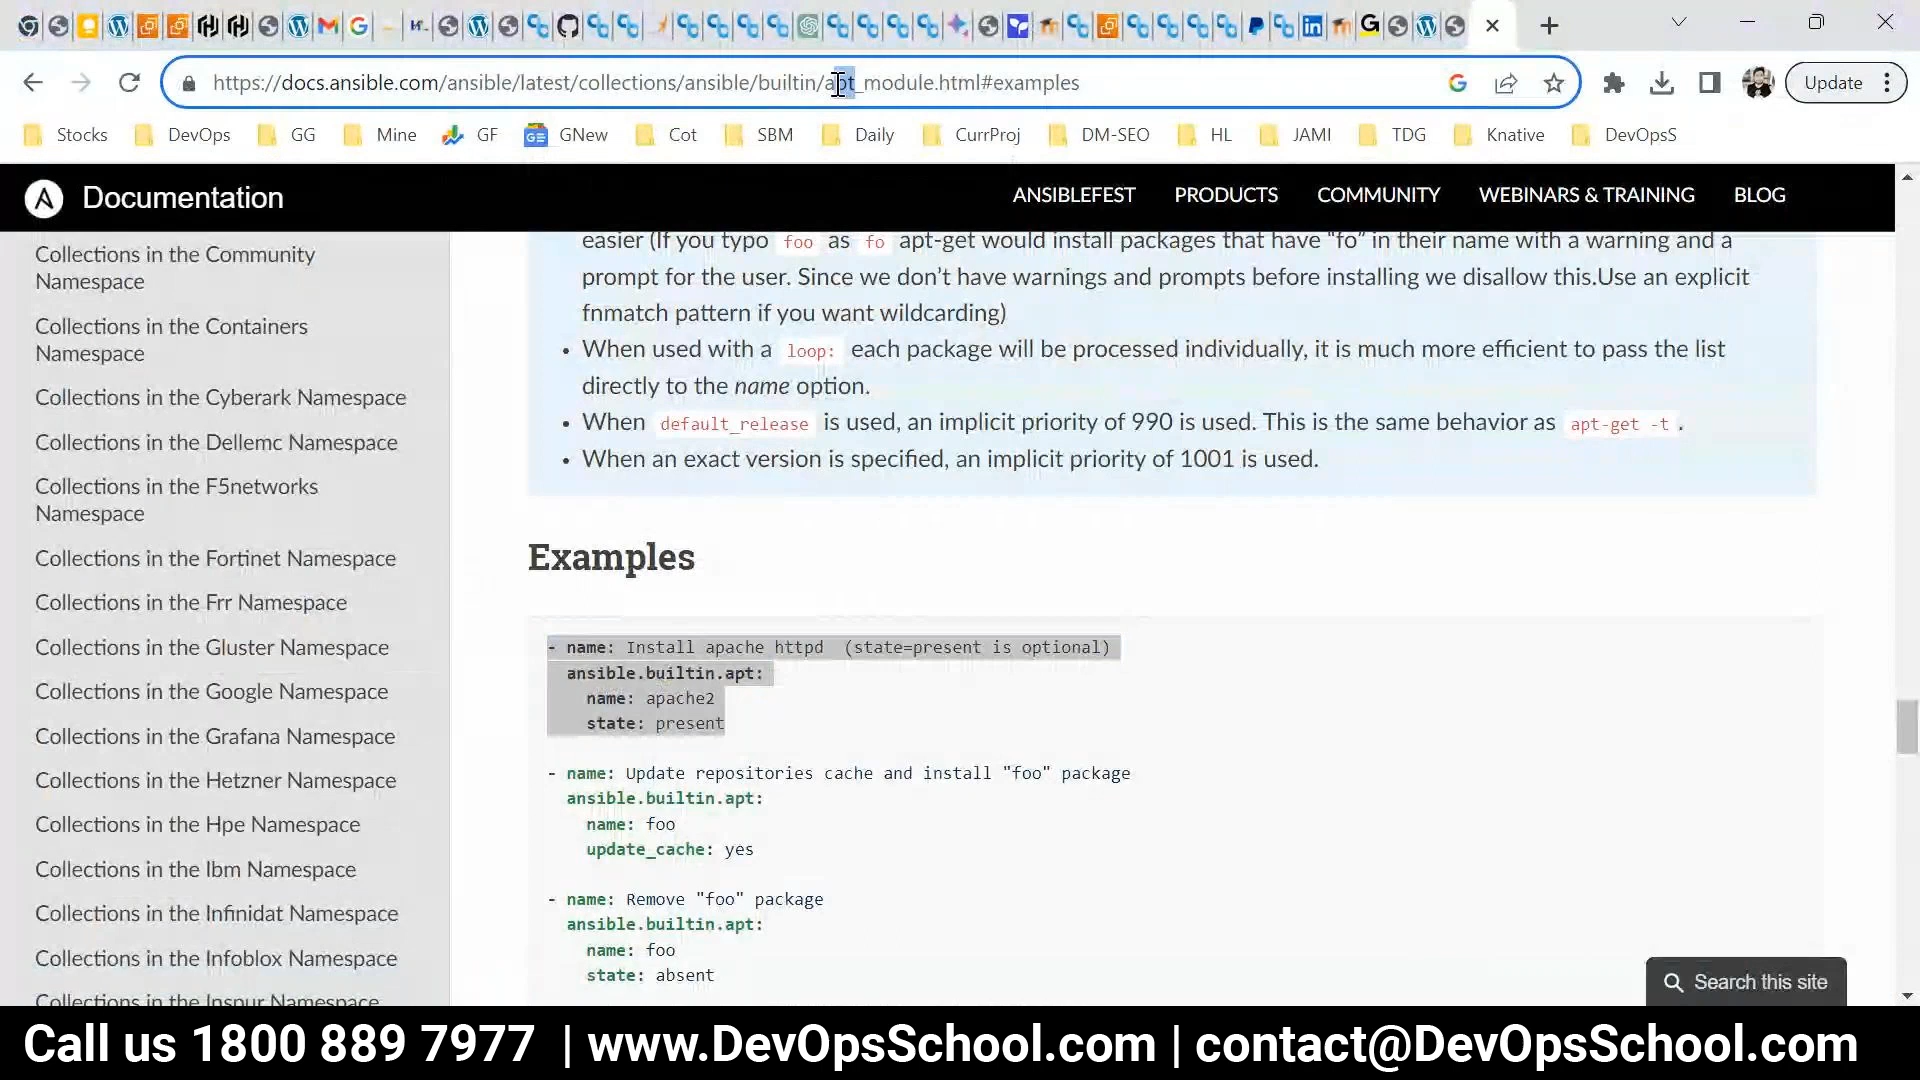 https://docs.ansible.com/ansible/latest/collections/ansible/builtin/apt_module.html#examples
Update
Stocks
DevOps
GG
Mine
GF
GNew
Cot
SBM
Daily
CurrProj
DM-SEO
HL
JAMI
TDG
Knative
DevOpsS
Documentation
ANSIBLEFEST
PRODUCTS
COMMUNITY
WEBINARS & TRAINING
BLOG
Collections in the Community
Namespace
Collections in the Containers
Namespace
Collections in the Cyberark Namespace
Collections in the Dellemc Namespace
Collections in the F5networks
Namespace
Collections in the Fortinet Namespace
Collections in the Frr Namespace
Collections in the Gluster Namespace
Collections in the Google Namespace
Collections in the Grafana Namespace
Collections in the Hetzner Namespace
Collections in the Hpe Namespace
Collections in the Ibm Namespace
Collections in the Infinidat Namespace
Collections in the Infoblox Namespace
Collections in the Inspur Namespace
easier (If you typo foo as fo apt-get would install packages that have “fo” in their name with a warning and a
prompt for the user. Since we don’t have warnings and prompts before installing we disallow this.Use an explicit
fnmatch pattern if you want wildcarding)
• When used with a loop: each package will be processed individually, it is much more efficient to pass the list
directly to the name option.
• When default_release is used, an implicit priority of 990 is used. This is the same behavior as apt-get -t .
• When an exact version is specified, an implicit priority of 1001 is used.
Examples
- name: Install apache httpd  (state=present is optional)
ansible.builtin.apt:
name: apache2
state: present
- name: Update repositories cache and install "foo" package
ansible.builtin.apt:
name: foo
update_cache: yes
- name: Remove "foo" package
ansible.builtin.apt:
name: foo
state: absent
Search this site
Call us 1800 889 7977 | www.DevOpsSchool.com | contact@DevOpsSchool.com